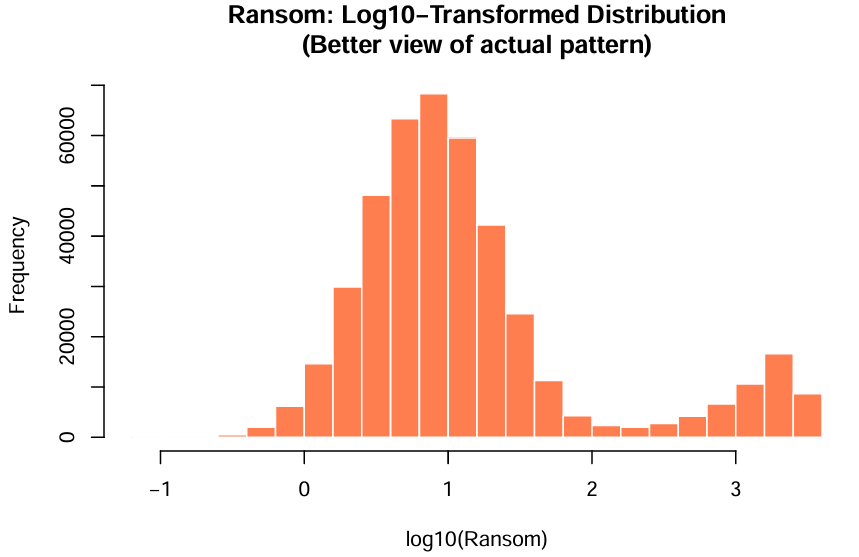 Ransom: Log10−Transformed Distribution
(Better view of actual pattern)
Frequency
60000
40000
20000
0
−1 0 1 2 3
log10(Ransom)